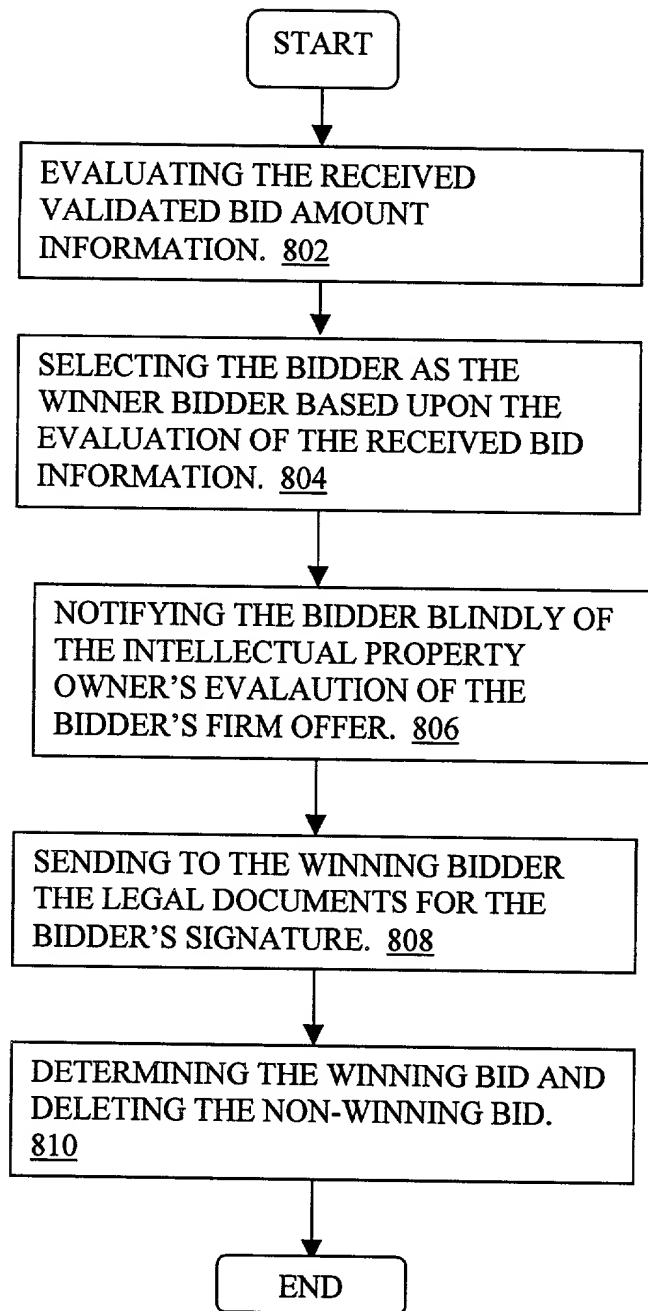 START
EVALUATING THE RECEIVED
VALIDATED BID AMOUNT
INFORMATION. 802
SELECTING THE BIDDER AS THE
WINNER BIDDER BASED UPON THE
EVALUATION OF THE RECEIVED BID
INFORMATION. 804
NOTIFYING THE BIDDER BLINDLY OF
THE INTELLECTUAL PROPERTY
OWNER'S EVALAUTION OF THE
BIDDER'S FIRM OFFER. 806
SENDING TO THE WINNING BIDDER
THE LEGAL DOCUMENTS FOR THE
BIDDER'S SIGNATURE. 808
DETERMINING THE WINNING BID AND
DELETING THE NON-WINNING BID.
810
END